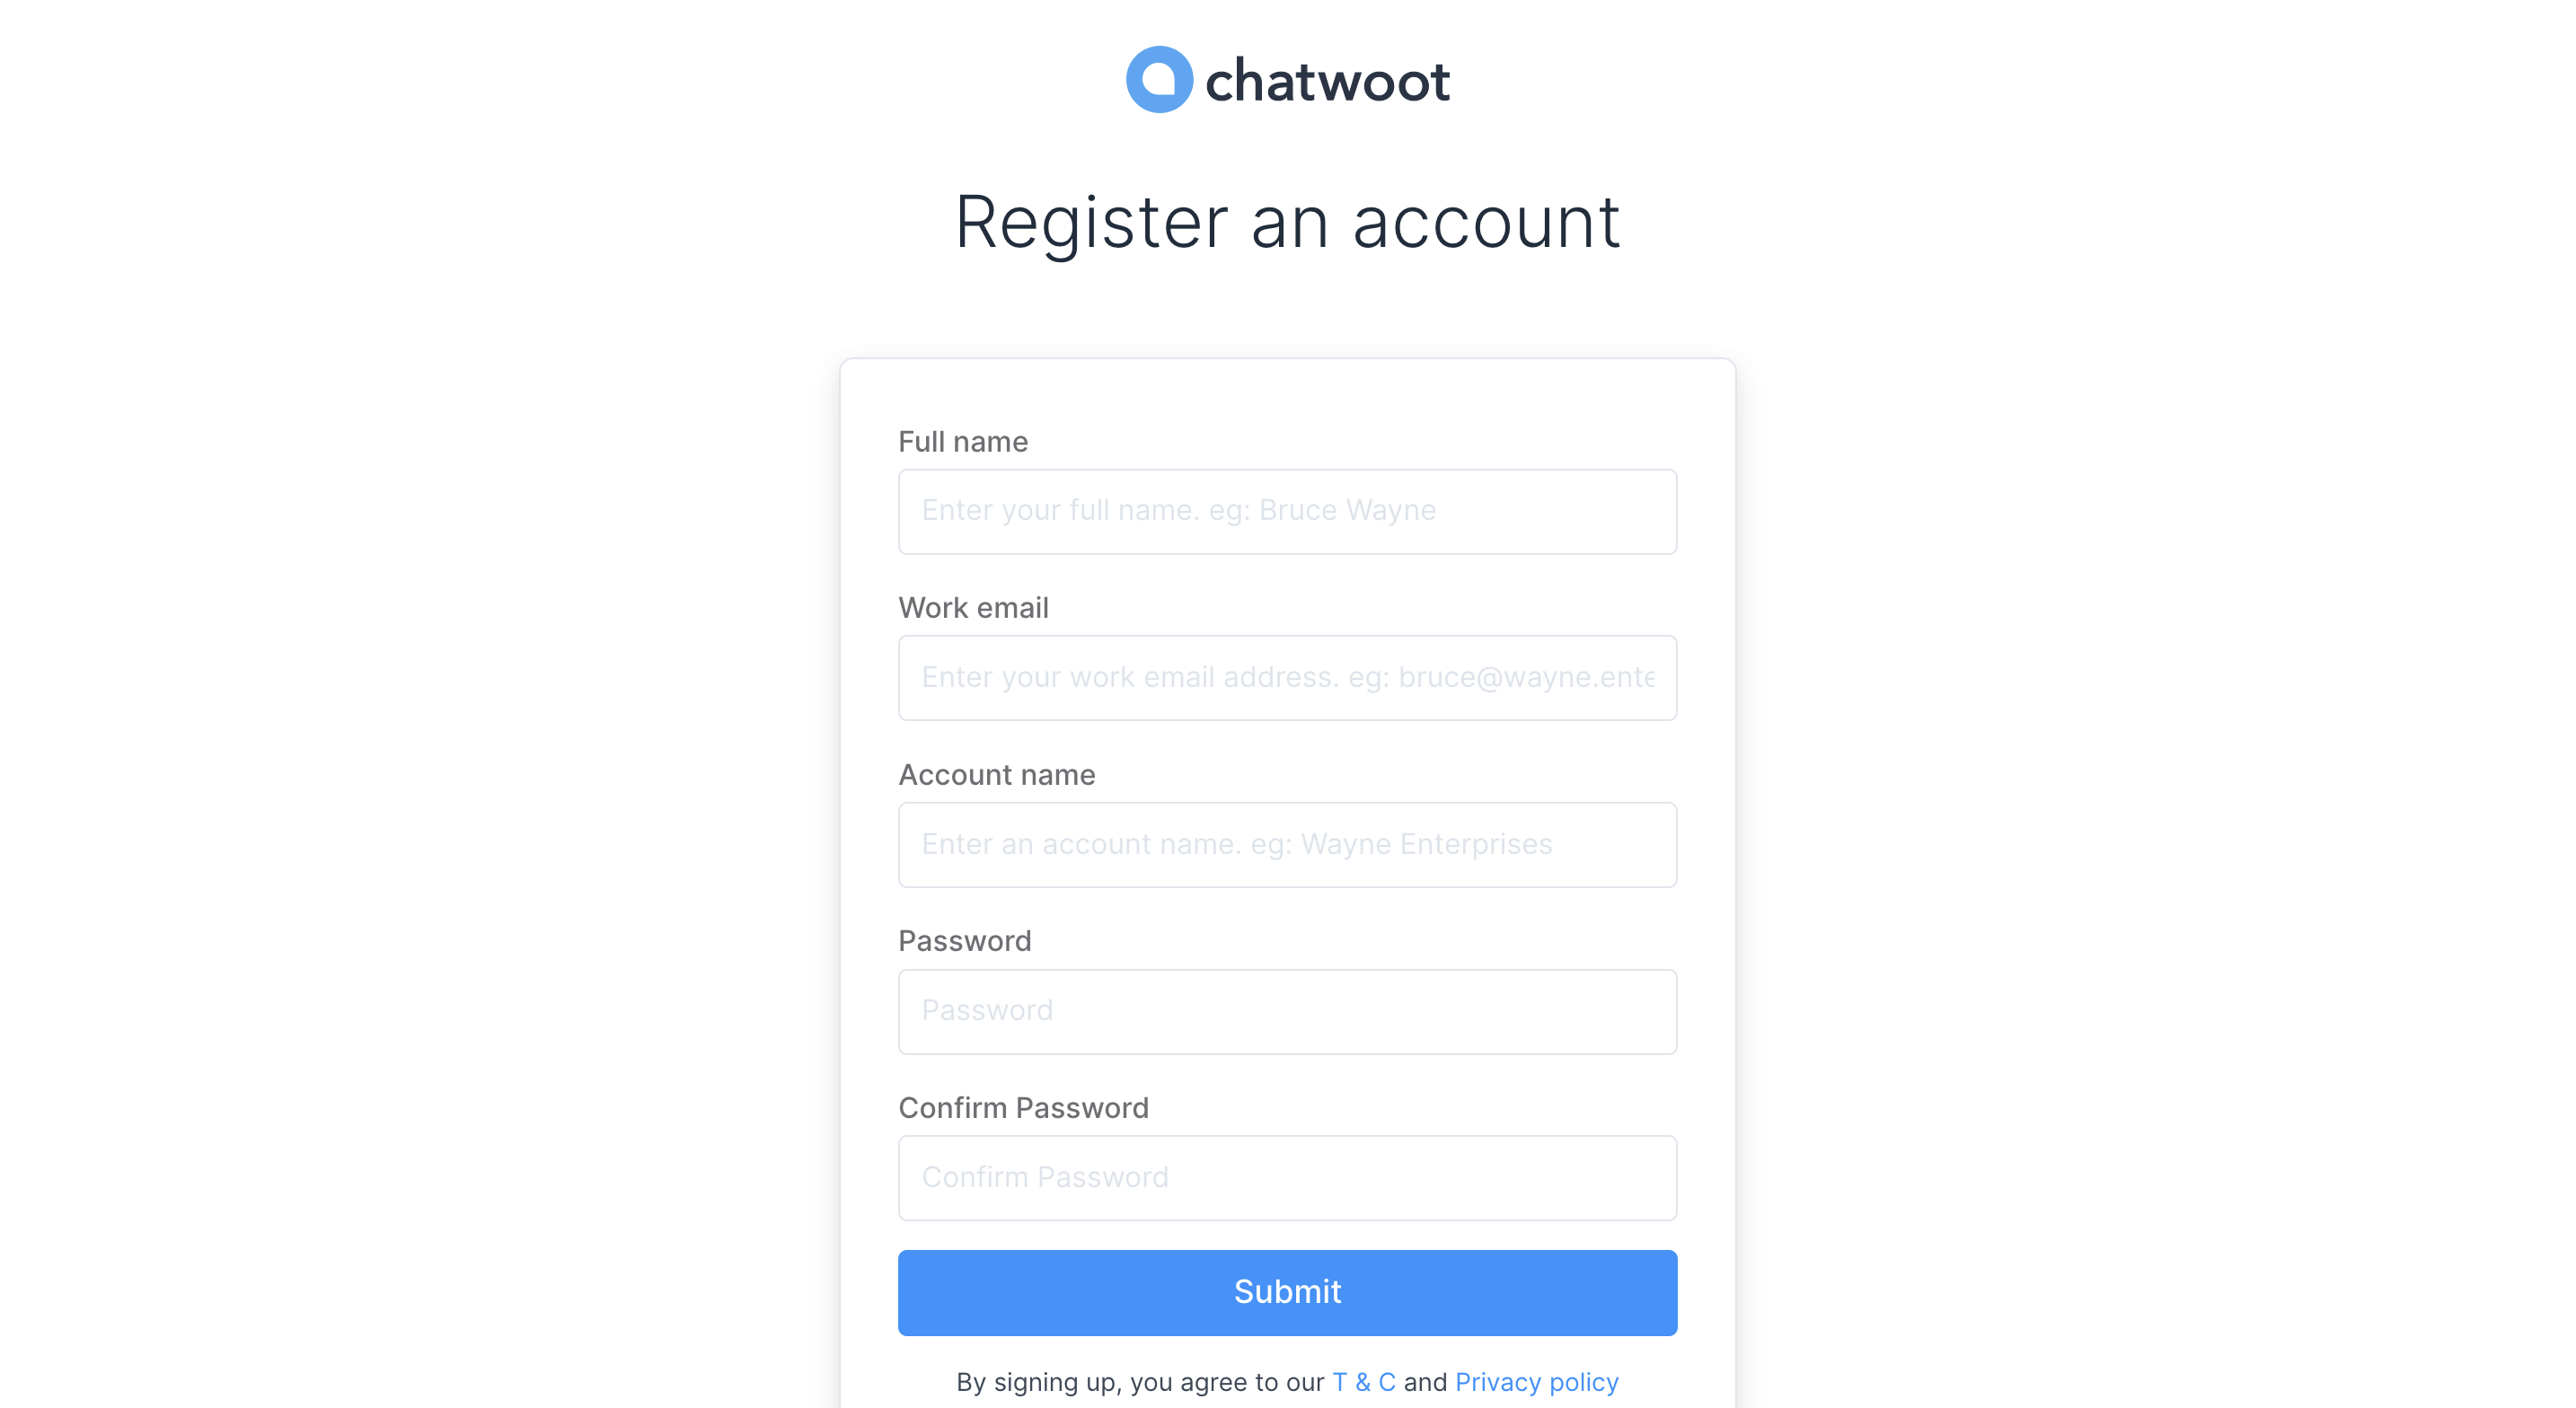 chatwoot
Register an account
Full name
Enter your full name. eg: Bruce Wayne
Work email
Enter your work email address. eg: bruce@wayne.ente
Account name
Enter an account name. eg: Wayne Enterprises
Password
Password
Confirm Password
Confirm Password
Submit
By signing up, you agree to our T & C and Privacy policy